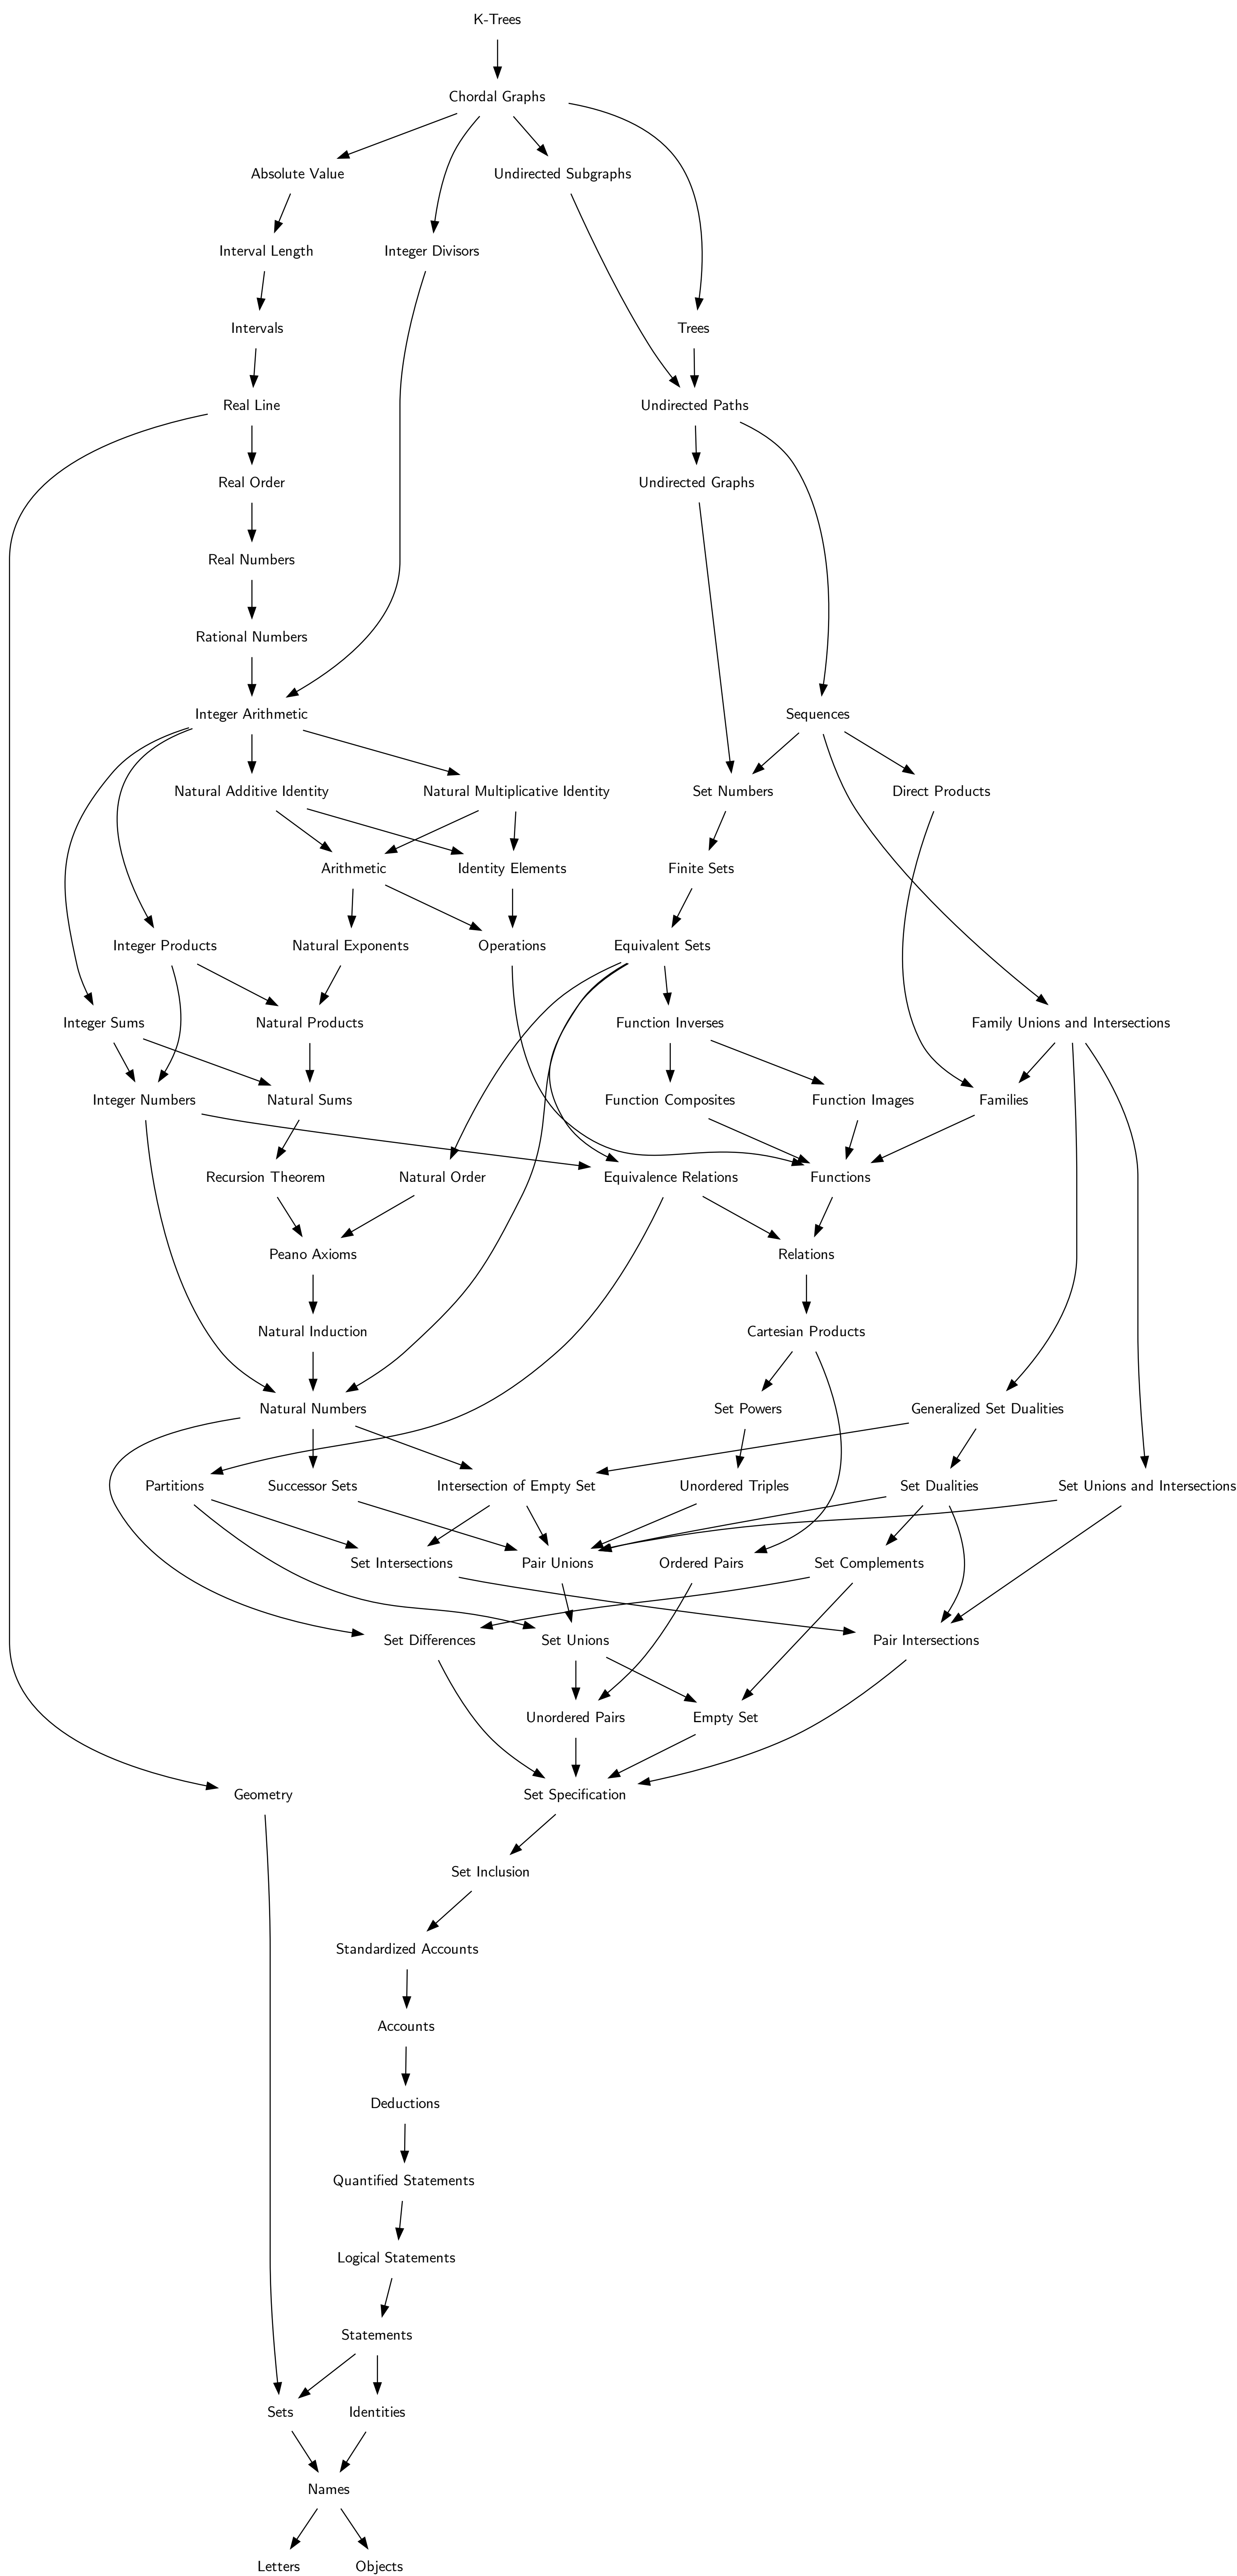 K-Trees
Chordal Graphs
Absolute Value
Undirected Subgraphs
Interval Length
Integer Divisors
Intervals
Trees
Real Line
Undirected Paths
Real Order
Undirected Graphs
Real Numbers
Rational Numbers
Integer Arithmetic
Sequences
Natural Additive Identity
Natural Multiplicative Identity
Set Numbers
Direct Products
Arithmetic
Identity Elements
Finite Sets
Integer Products
Natural Exponents
Operations
Equivalent Sets
Integer Sums
Natural Products
Function Inverses
Family Unions and Intersections
Integer Numbers
Natural Sums
Function Composites
Function Images
Families
Recursion Theorem
Natural Order
Equivalence Relations
Functions
Peano Axioms
Relations
Natural Induction
Cartesian Products
Natural Numbers
Set Powers
Generalized Set Dualities
Partitions
Successor Sets
Intersection of Empty Set
Unordered Triples
Set Dualities
Set Unions and Intersections
Set Intersections
Pair Unions
Ordered Pairs
Set Complements
Set Differences
Set Unions
Pair Intersections
Unordered Pairs
Empty Set
Geometry
Set Specification
Set Inclusion
Standardized Accounts
Accounts
Deductions
Quantified Statements
Logical Statements
Statements
Sets
Identities
Names
Letters
Objects